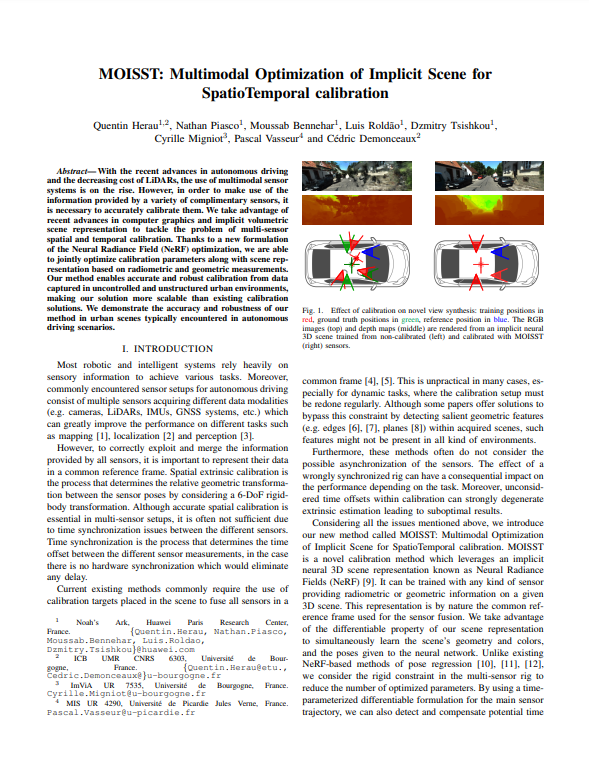 MOISST: Multimodal Optimization of Implicit Scene for
SpatioTemporal calibration
Quentin Herau1,2, Nathan Piasco1, Moussab Bennehar1, Luis Roldão1, Dzmitry Tsishkou1,
Cyrille Migniot3, Pascal Vasseur4 and Cédric Demonceaux2
Abstract— With the recent advances in autonomous driving
and the decreasing cost of LiDARs, the use of multimodal sensor
systems is on the rise. However, in order to make use of the
information provided by a variety of complimentary sensors, it
is necessary to accurately calibrate them. We take advantage of
recent advances in computer graphics and implicit volumetric
scene representation to tackle the problem of multi-sensor
spatial and temporal calibration. Thanks to a new formulation
of the Neural Radiance Field (NeRF) optimization, we are able
to jointly optimize calibration parameters along with scene rep-
resentation based on radiometric and geometric measurements.
Our method enables accurate and robust calibration from data
captured in uncontrolled and unstructured urban environments,
making our solution more scalable than existing calibration
solutions. We demonstrate the accuracy and robustness of our
method in urban scenes typically encountered in autonomous
driving scenarios.
I. INTRODUCTION
Most robotic and intelligent systems rely heavily on
sensory information to achieve various tasks. Moreover,
commonly encountered sensor setups for autonomous driving
consist of multiple sensors acquiring different data modalities
(e.g. cameras, LiDARs, IMUs, GNSS systems, etc.) which
can greatly improve the performance on different tasks such
as mapping [1], localization [2] and perception [3].
However, to correctly exploit and merge the information
provided by all sensors, it is important to represent their data
in a common reference frame. Spatial extrinsic calibration is
the process that determines the relative geometric transforma-
tion between the sensor poses by considering a 6-DoF rigid-
body transformation. Although accurate spatial calibration is
essential in multi-sensor setups, it is often not sufficient due
to time synchronization issues between the different sensors.
Time synchronization is the process that determines the time
offset between the different sensor measurements, in the case
there is no hardware synchronization which would eliminate
any delay.
Current existing methods commonly require the use of
calibration targets placed in the scene to fuse all sensors in a
1 Noah's Ark, Huawei Paris Research Center,
France. {Quentin.Herau, Nathan.Piasco,
Moussab.Bennehar, Luis.Roldao,
Dzmitry.Tsishkou}@huawei.com
2 ICB UMR CNRS 6303, Université de Bour-
gogne, France. {Quentin.Herau@etu.,
Cedric.Demonceaux@}u-bourgogne.fr
3 ImViA UR 7535, Université de Bourgogne, France.
Cyrille.Migniot@u-bourgogne.fr
4 MIS UR 4290, Université de Picardie Jules Verne, France.
Pascal.Vasseur@u-picardie.fr
Fig. 1. Effect of calibration on novel view synthesis: training positions in
red, ground truth positions in green, reference position in blue. The RGB
images (top) and depth maps (middle) are rendered from an implicit neural
3D scene trained from non-calibrated (left) and calibrated with MOISST
(right) sensors.
common frame [4], [5]. This is unpractical in many cases, es-
pecially for dynamic tasks, where the calibration setup must
be redone regularly. Although some papers offer solutions to
bypass this constraint by detecting salient geometric features
(e.g. edges [6], [7], planes [8]) within acquired scenes, such
features might not be present in all kind of environments.
Furthermore, these methods often do not consider the
possible asynchronization of the sensors. The effect of a
wrongly synchronized rig can have a consequential impact on
the performance depending on the task. Moreover, unconsid-
ered time offsets within calibration can strongly degenerate
extrinsic estimation leading to suboptimal results.
Considering all the issues mentioned above, we introduce
our new method called MOISST: Multimodal Optimization
of Implicit Scene for SpatioTemporal calibration. MOISST
is a novel calibration method which leverages an implicit
neural 3D scene representation known as Neural Radiance
Fields (NeRF) [9]. It can be trained with any kind of sensor
providing radiometric or geometric information on a given
3D scene. This representation is by nature the common ref-
erence frame used for the sensor fusion. We take advantage
of the differentiable property of our scene representation
to simultaneously learn the scene's geometry and colors,
and the poses given to the neural network. Unlike existing
NeRF-based methods of pose regression [10], [11], [12],
we consider the rigid constraint in the multi-sensor rig to
reduce the number of optimized parameters. By using a time-
parameterized differentiable formulation for the main sensor
trajectory, we can also detect and compensate potential time